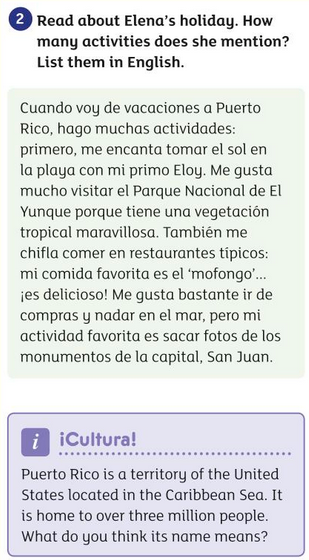 2 Read about Elena's holiday. How
many activities does she mention?
List them in English.
Cuando voy de vacaciones a Puerto
Rico, hago muchas actividades:
primero, me encanta tomar el sol en
la playa con mi primo Eloy. Me gusta
mucho visitar el Parque Nacional de El
Yunque porque tiene una vegetación
tropical maravillosa. También me
chifla comer en restaurantes típicos:
mi comida favorita es el ‘mofongo’...
¡es delicioso! Me gusta bastante ir de
compras y nadar en el mar, pero mi
actividad favorita es sacar fotos de los
monumentos de la capital, San Juan.
i ¡Cultura!
Puerto Rico is a territory of the United
States located in the Caribbean Sea. It
is home to over three million people.
What do you think its name means?